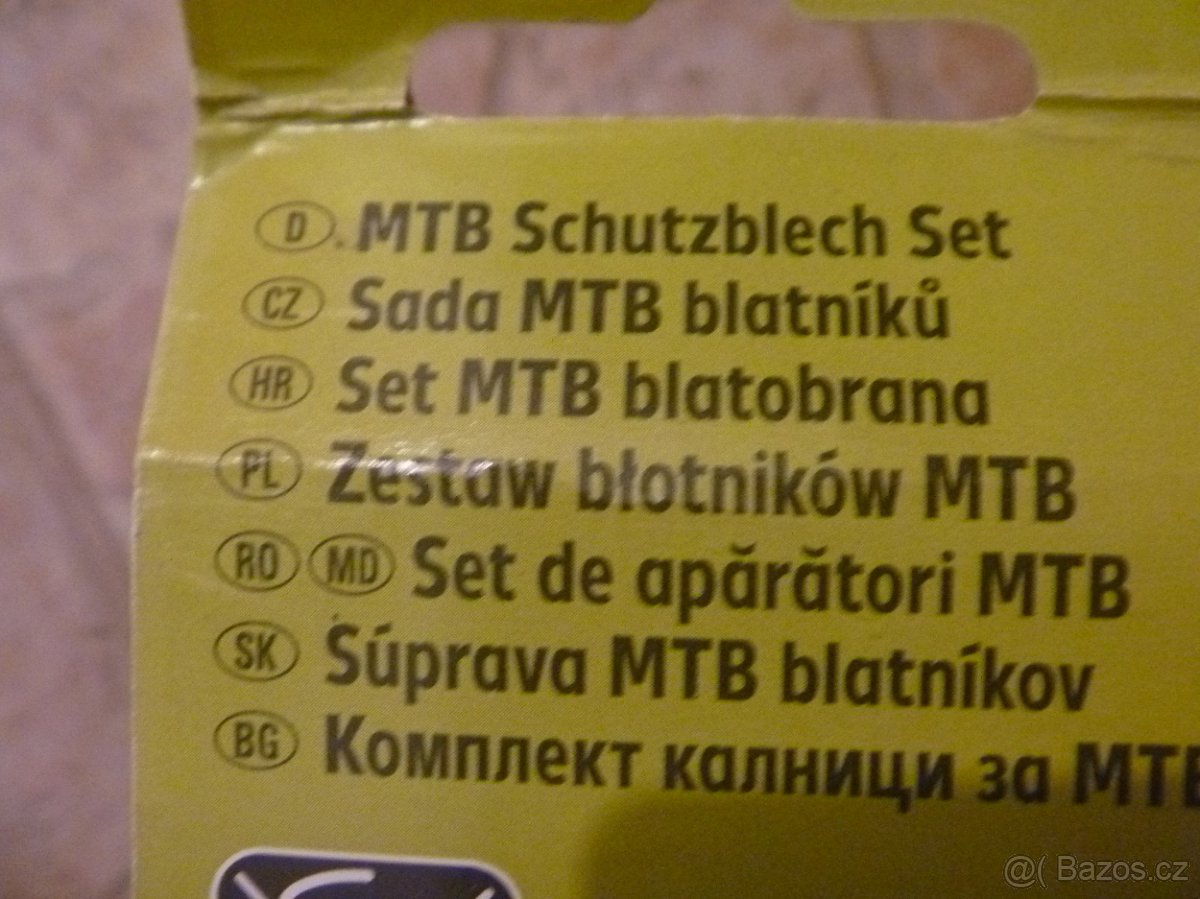 D MTB Schutzblech Set
CZ Sada MTB blatníků
HR Set MTB blatobrana
PL Zestaw błotników MTB
RO MD Set de apărători MTB
SK Súprava MTB blatníkov
BG Комплект калници за MTB
@( Bazos.cz